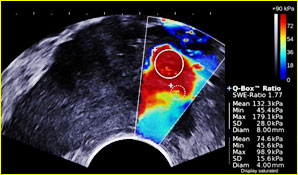 +90 kPa
72
54
36
18
0
+Q-Box™ Ratio
SWE-Ratio 1.77
Mean 132.3kPa
Min 45.4kPa
Max 179.1kPa
SD 28.0kPa
Diam 8.00mm
Mean 74.6kPa
Min 45.6kPa
Max 98.9kPa
SD 15.6kPa
Diam 4.00mm
Display saturated